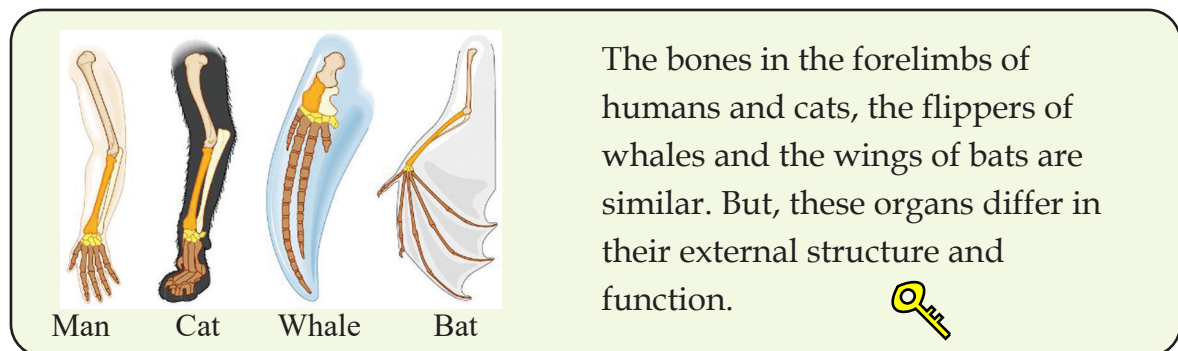 The bones in the forelimbs of
humans and cats, the flippers of
whales and the wings of bats are
similar. But, these organs differ in
their external structure and
function.
Man Cat Whale Bat